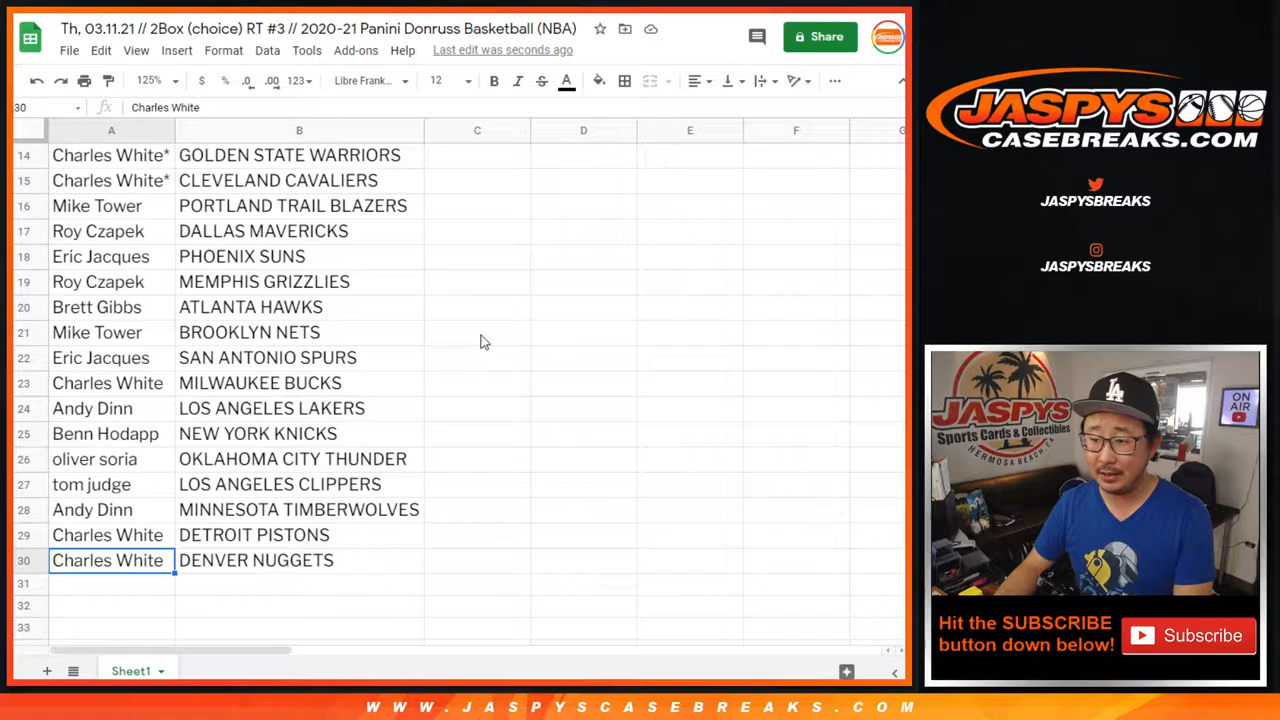 Th, 03.11.21 // 2Box (choice) RT #3 // 2020-21 Panini Donruss Basketball (NBA)
File Edit View Insert Format Data Tools Add-ons Help Last edit was seconds ago
Share
125% $ % .0 .00 123 Libre Frank... 12 B I S A
30 fx Charles White
A B C D E F G
14 Charles White* GOLDEN STATE WARRIORS
15 Charles White* CLEVELAND CAVALIERS
16 Mike Tower PORTLAND TRAIL BLAZERS
17 Roy Czapek DALLAS MAVERICKS
18 Eric Jacques PHOENIX SUNS
19 Roy Czapek MEMPHIS GRIZZLIES
20 Brett Gibbs ATLANTA HAWKS
21 Mike Tower BROOKLYN NETS
22 Eric Jacques SAN ANTONIO SPURS
23 Charles White MILWAUKEE BUCKS
24 Andy Dinn LOS ANGELES LAKERS
25 Benn Hodapp NEW YORK KNICKS
26 oliver soria OKLAHOMA CITY THUNDER
27 tom judge LOS ANGELES CLIPPERS
28 Andy Dinn MINNESOTA TIMBERWOLVES
29 Charles White DETROIT PISTONS
30 Charles White DENVER NUGGETS
31
32
33
Sheet1
JASPYS
CASEBREAKS.COM
JASPYSBREAKS
JASPYSBREAKS
JASPYS
Sports Cards & Collectibles
HERMOSA BEACH, CA
LA
ON AIR
Hit the SUBSCRIBE
button down below!
Subscribe
WWW.JASPYSCASEBREAKS.COM